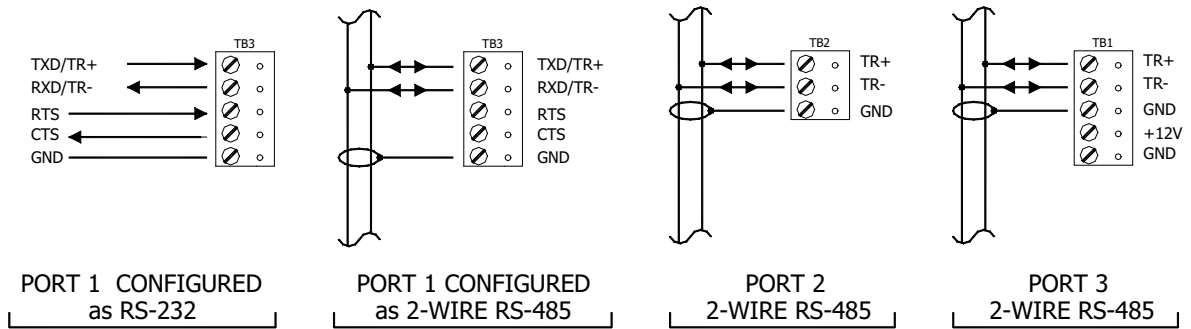 TB3
TXD/TR+
RXD/TR-
RTS
CTS
GND
PORT 1 CONFIGURED
as RS-232
TB3
TXD/TR+
RXD/TR-
RTS
CTS
GND
PORT 1 CONFIGURED
as 2-WIRE RS-485
TB2
TR+
TR-
GND
PORT 2
2-WIRE RS-485
TB1
TR+
TR-
GND
+12V
GND
PORT 3
2-WIRE RS-485